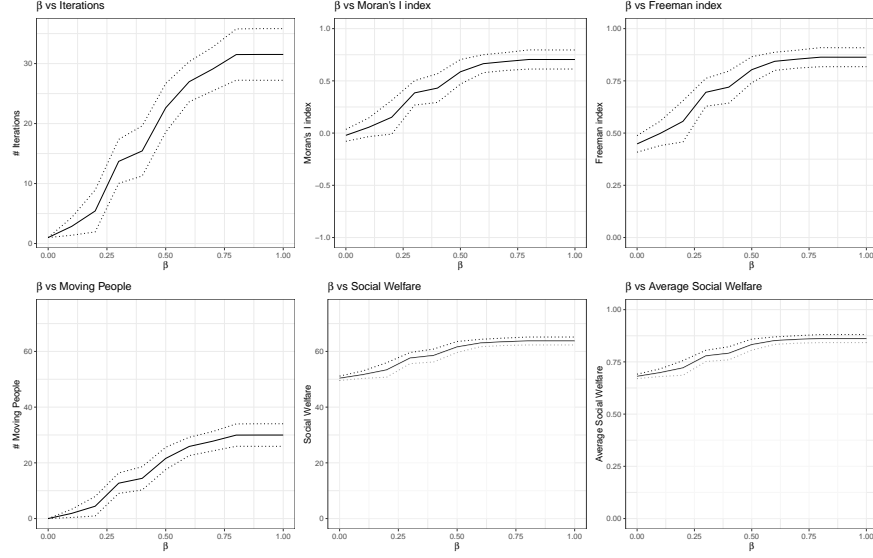 β vs Iterations
# Iterations
30
20
10
0
0.00 0.25 0.50 0.75 1.00
β
β vs Moran's I index
Moran's I index
1.0
0.5
0.0
−0.5
−1.0
0.00 0.25 0.50 0.75 1.00
β
β vs Freeman index
Freeman index
1.00
0.75
0.50
0.25
0.00
0.00 0.25 0.50 0.75 1.00
β
β vs Moving People
# Moving People
60
40
20
0
0.00 0.25 0.50 0.75 1.00
β
β vs Social Welfare
Social Welfare
60
40
20
0
0.00 0.25 0.50 0.75 1.00
β
β vs Average Social Welfare
Average Social Welfare
1.00
0.75
0.50
0.25
0.00
0.00 0.25 0.50 0.75 1.00
β